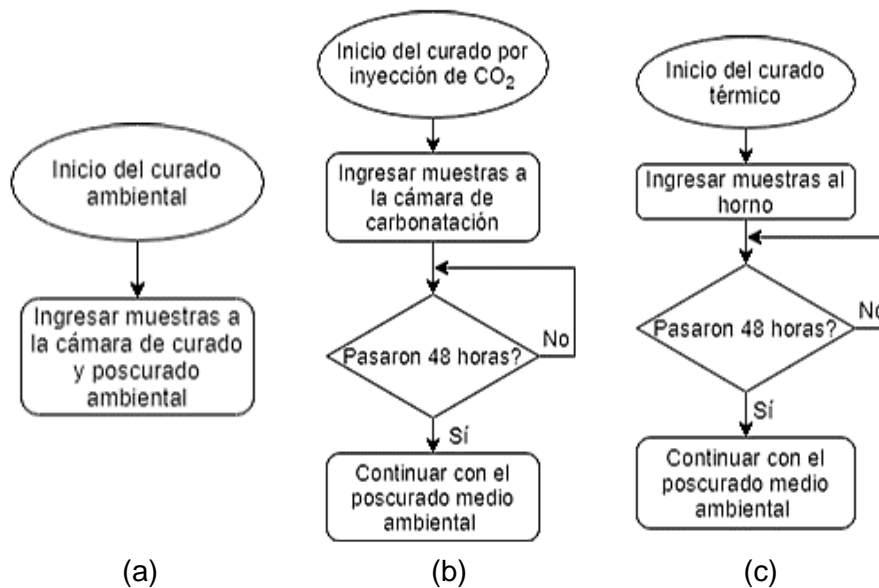 Inicio del curado
ambiental
Ingresar muestras a
la cámara de curado
y poscurado
ambiental
(a)
Inicio del curado por
inyección de CO₂
Ingresar muestras a
la cámara de
carbonatación
Pasaron 48 horas?
No
Sí
Continuar con el
poscurado medio
ambiental
(b)
Inicio del curado
térmico
Ingresar muestras al
horno
Pasaron 48 horas?
No
Sí
Continuar con el
poscurado medio
ambiental
(c)